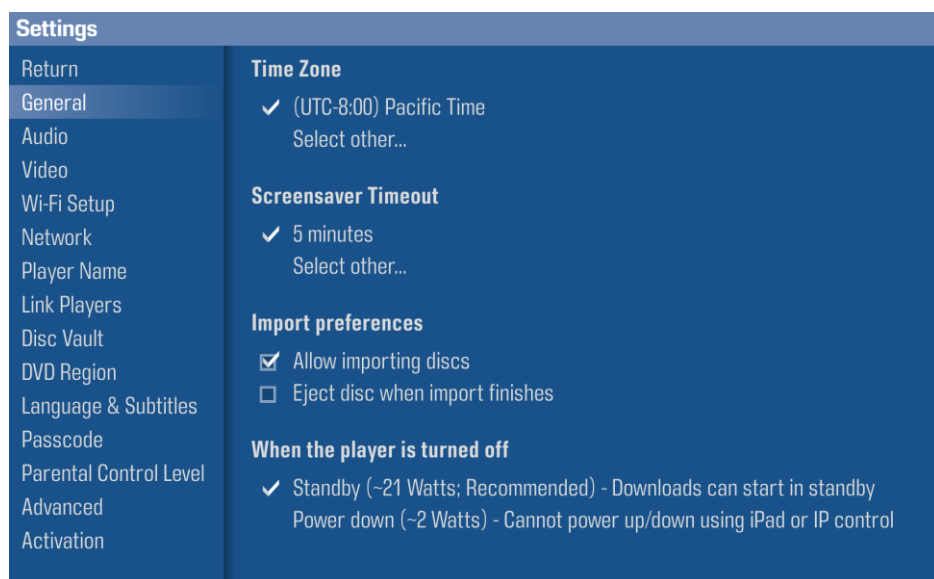 Settings
Return
General
Audio
Video
Wi-Fi Setup
Network
Player Name
Link Players
Disc Vault
DVD Region
Language & Subtitles
Passcode
Parental Control Level
Advanced
Activation
Time Zone
(UTC-8:00) Pacific Time
Select other...
Screensaver Timeout
5 minutes
Select other...
Import preferences
Allow importing discs
Eject disc when import finishes
When the player is turned off
Standby (~21 Watts; Recommended) - Downloads can start in standby
Power down (~2 Watts) - Cannot power up/down using iPad or IP control